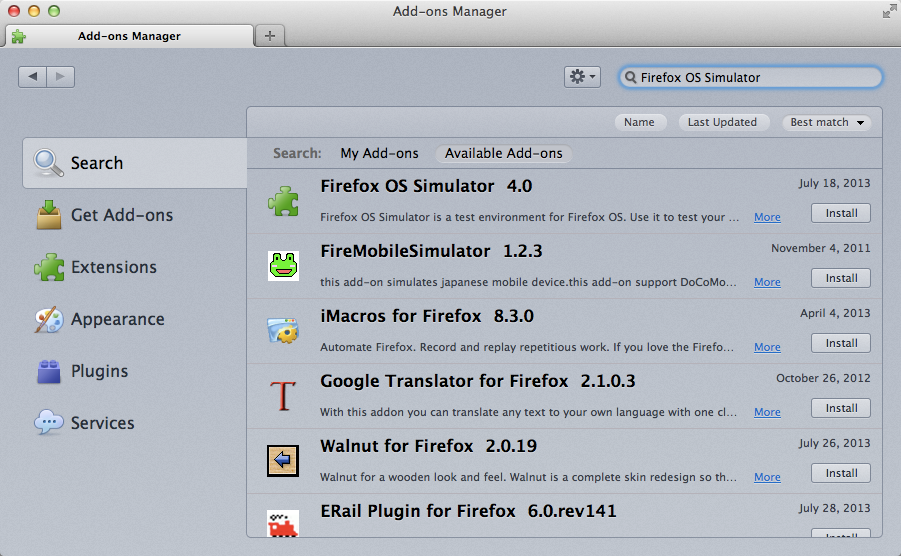 Add-ons Manager
Add-ons Manager
Firefox OS Simulator
Name Last Updated Best match
Search: My Add-ons Available Add-ons
Search
Get Add-ons
Extensions
Appearance
Plugins
Services
Firefox OS Simulator 4.0 July 18, 2013
Firefox OS Simulator is a test environment for Firefox OS. Use it to test your ... More Install
FireMobileSimulator 1.2.3 November 4, 2011
this add-on simulates japanese mobile device.this add-on support DoCoMo... More Install
iMacros for Firefox 8.3.0 April 4, 2013
Automate Firefox. Record and replay repetitious work. If you love the Firefo... More Install
Google Translator for Firefox 2.1.0.3 October 26, 2012
With this addon you can translate any text to your own language with one cl... More Install
Walnut for Firefox 2.0.19 July 26, 2013
Walnut for a wooden look and feel. Walnut is a complete skin redesign so th... More Install
ERail Plugin for Firefox 6.0.rev141 July 28, 2013
Install